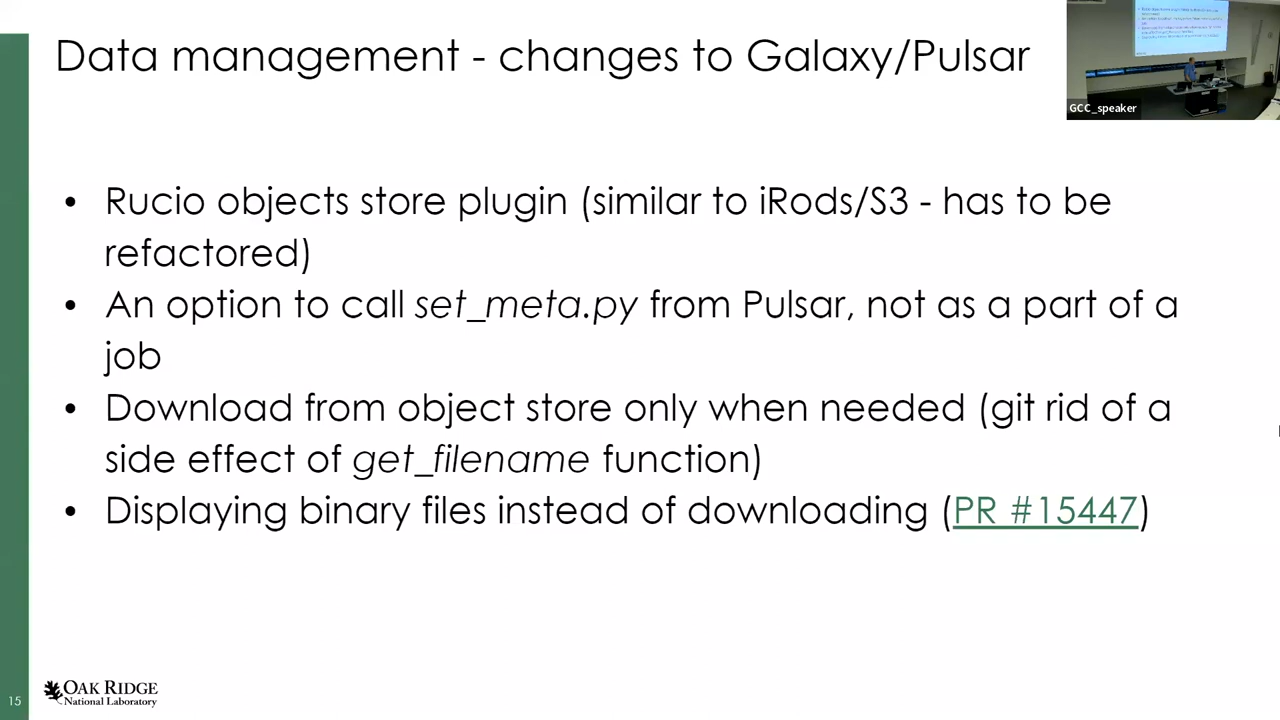 Data management - changes to Galaxy/Pulsar
GCC_speaker
• Rucio objects store plugin (similar to iRods/S3 - has to be
refactored)
• An option to call set_meta.py from Pulsar, not as a part of a
job
• Download from object store only when needed (git rid of a
side effect of get_filename function)
• Displaying binary files instead of downloading (PR #15447)
15
OAK RIDGE
National Laboratory